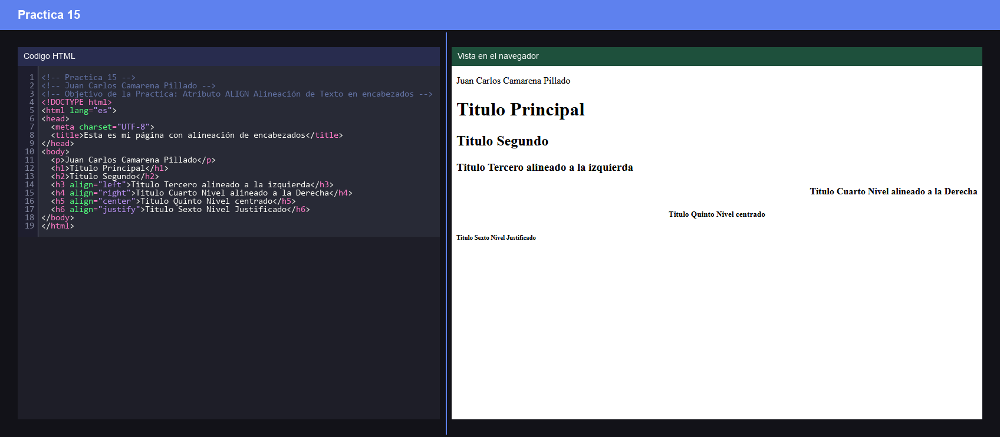 Practica 15
Codigo HTML
1 <!-- Practica 15 -->
2 <!-- Juan Carlos Camarena Pillado -->
3 <!-- Objetivo de la Practica: Atributo ALIGN Alineación de Texto en encabezados -->
4 <!DOCTYPE html>
5 <html lang="es">
6 <head>
7   <meta charset="UTF-8">
8   <title>Esta es mi página con alineación de encabezados</title>
9 </head>
10 <body>
11   <p>Juan Carlos Camarena Pillado</p>
12   <h1>Titulo Principal</h1>
13   <h2>Titulo Segundo</h2>
14   <h3 align="left">Titulo Tercero alineado a la izquierda</h3>
15   <h4 align="right">Titulo Cuarto Nivel alineado a la Derecha</h4>
16   <h5 align="center">Titulo Quinto Nivel centrado</h5>
17   <h6 align="justify">Titulo Sexto Nivel Justificado</h6>
18 </body>
19 </html>
Vista en el navegador
Juan Carlos Camarena Pillado
Titulo Principal
Titulo Segundo
Titulo Tercero alineado a la izquierda
Titulo Cuarto Nivel alineado a la Derecha
Titulo Quinto Nivel centrado
Titulo Sexto Nivel Justificado